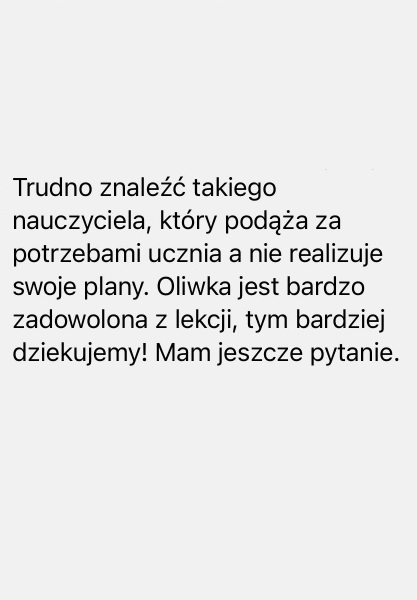 Trudno znaleźć takiego
nauczyciela, który podąża za
potrzebami ucznia a nie realizuje
swoje plany. Oliwka jest bardzo
zadowolona z lekcji, tym bardziej
dziekujemy! Mam jeszcze pytanie.